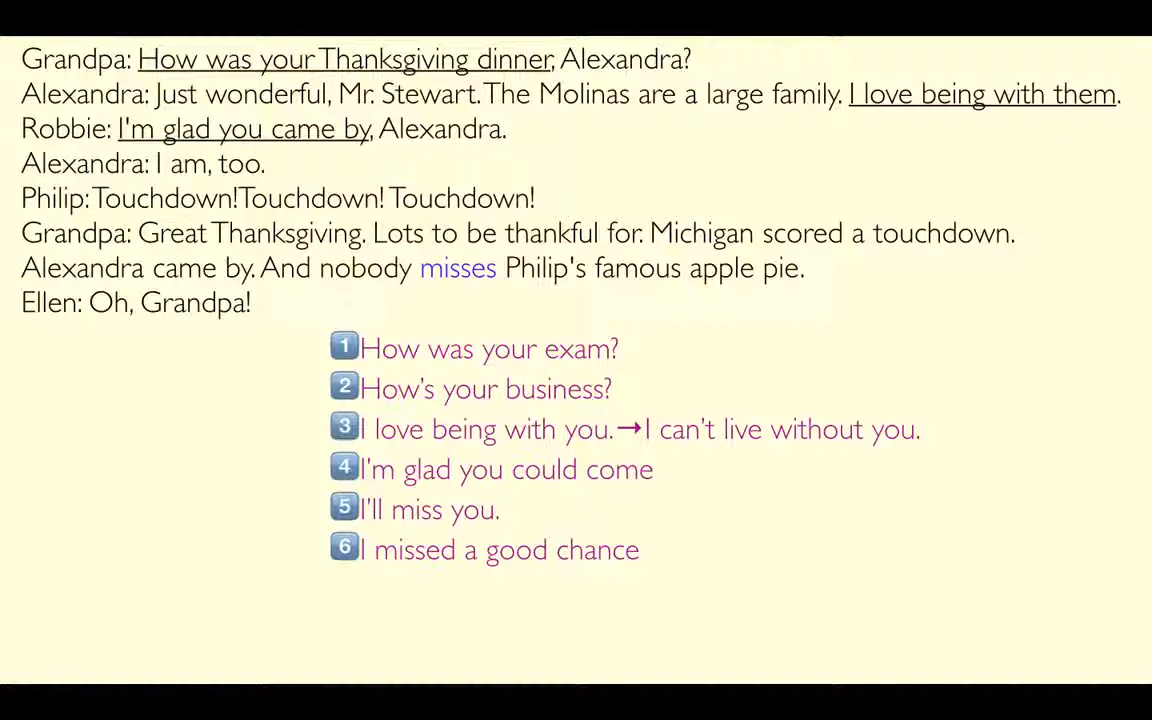 Grandpa: How was your Thanksgiving dinner, Alexandra?
Alexandra: Just wonderful, Mr. Stewart. The Molinas are a large family. I love being with them.
Robbie: I'm glad you came by, Alexandra.
Alexandra: I am, too.
Philip: Touchdown!Touchdown! Touchdown!
Grandpa: Great Thanksgiving. Lots to be thankful for. Michigan scored a touchdown.
Alexandra came by. And nobody misses Philip's famous apple pie.
Ellen: Oh, Grandpa!
1 How was your exam?
2 How’s your business?
3 I love being with you.→I can’t live without you.
4 I’m glad you could come
5 I’ll miss you.
6 I missed a good chance